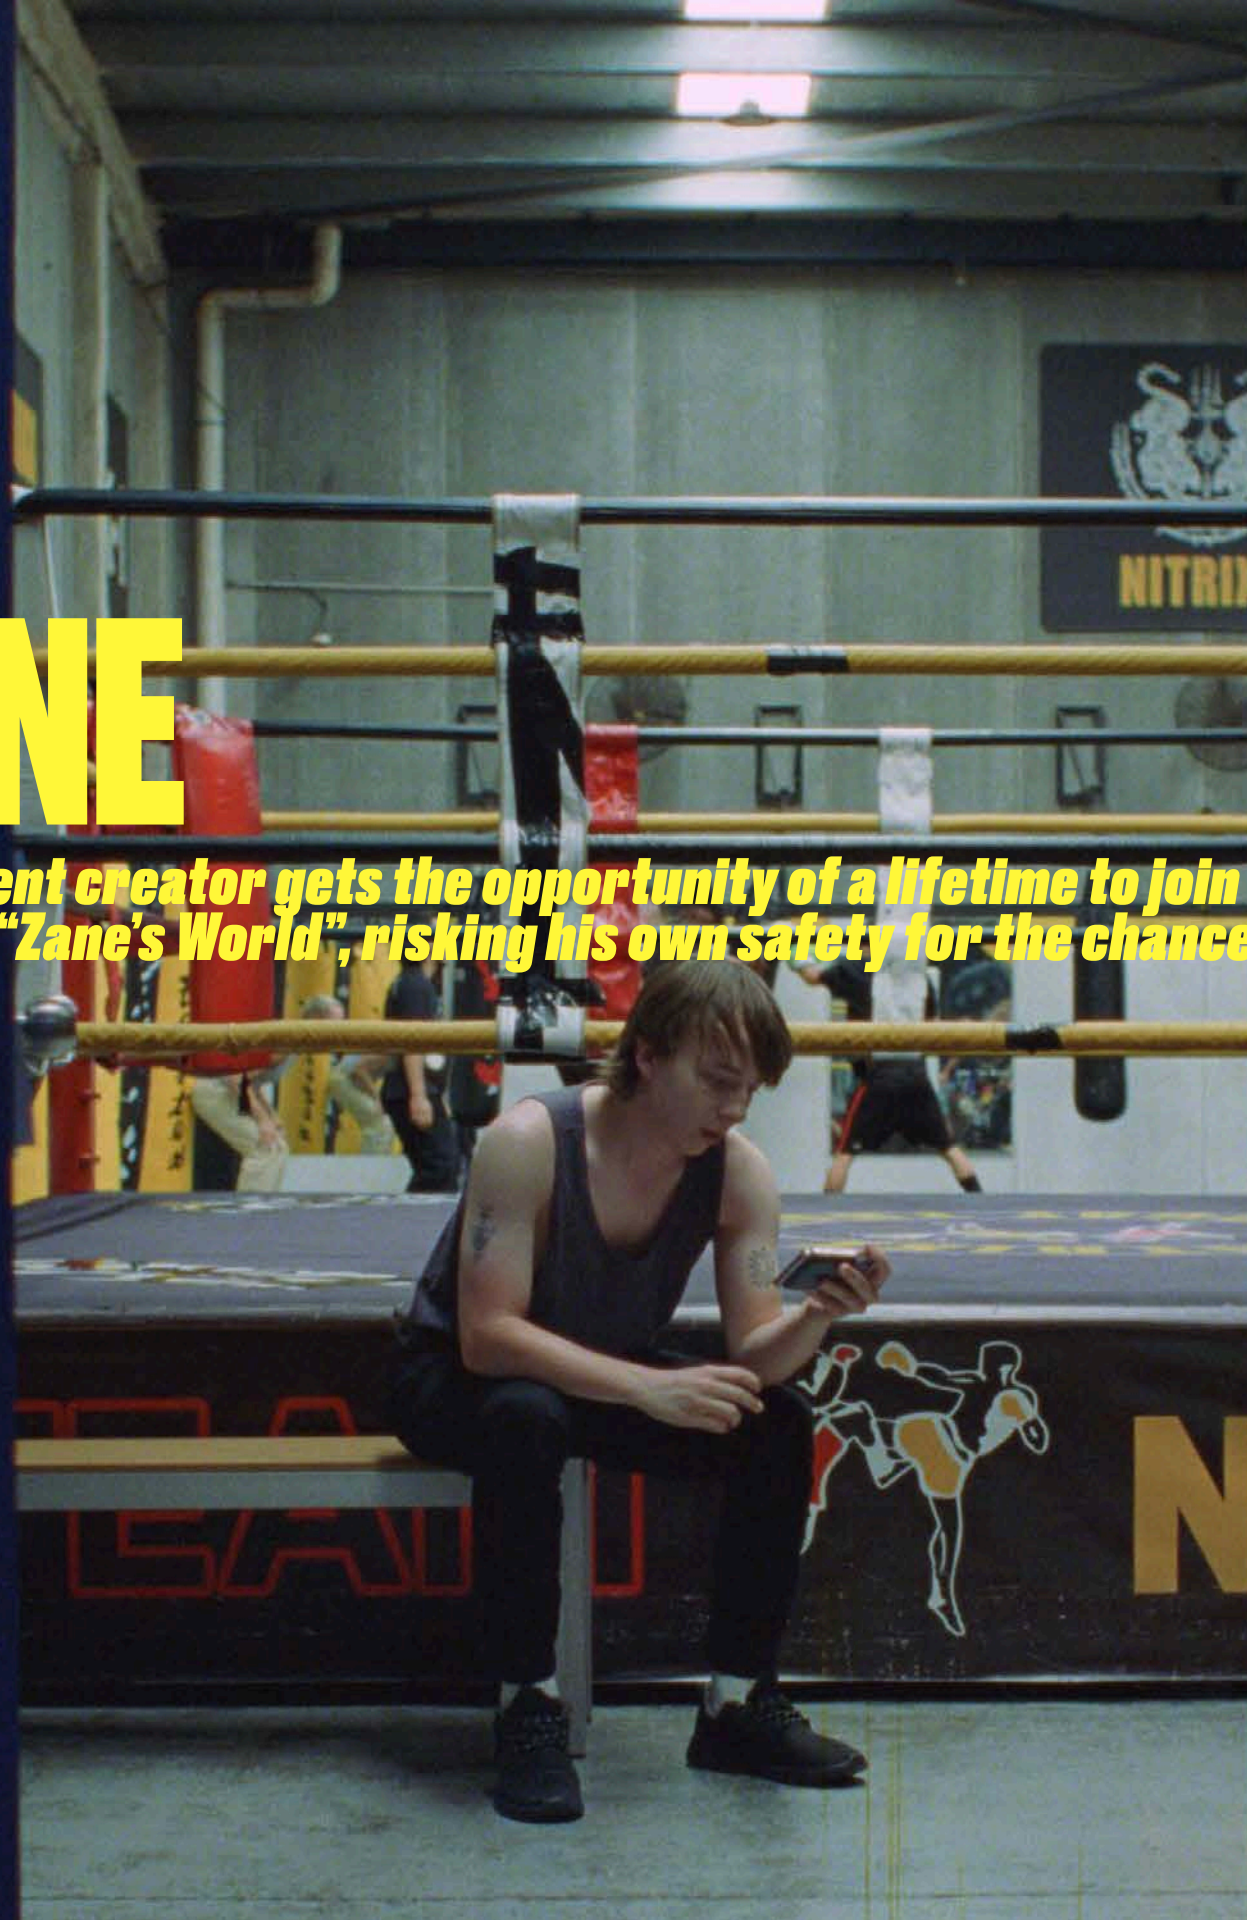 NITRIX
NE
ent creator gets the opportunity of a lifetime to join
“Zane’s World”, risking his own safety for the chance
TEAM
N